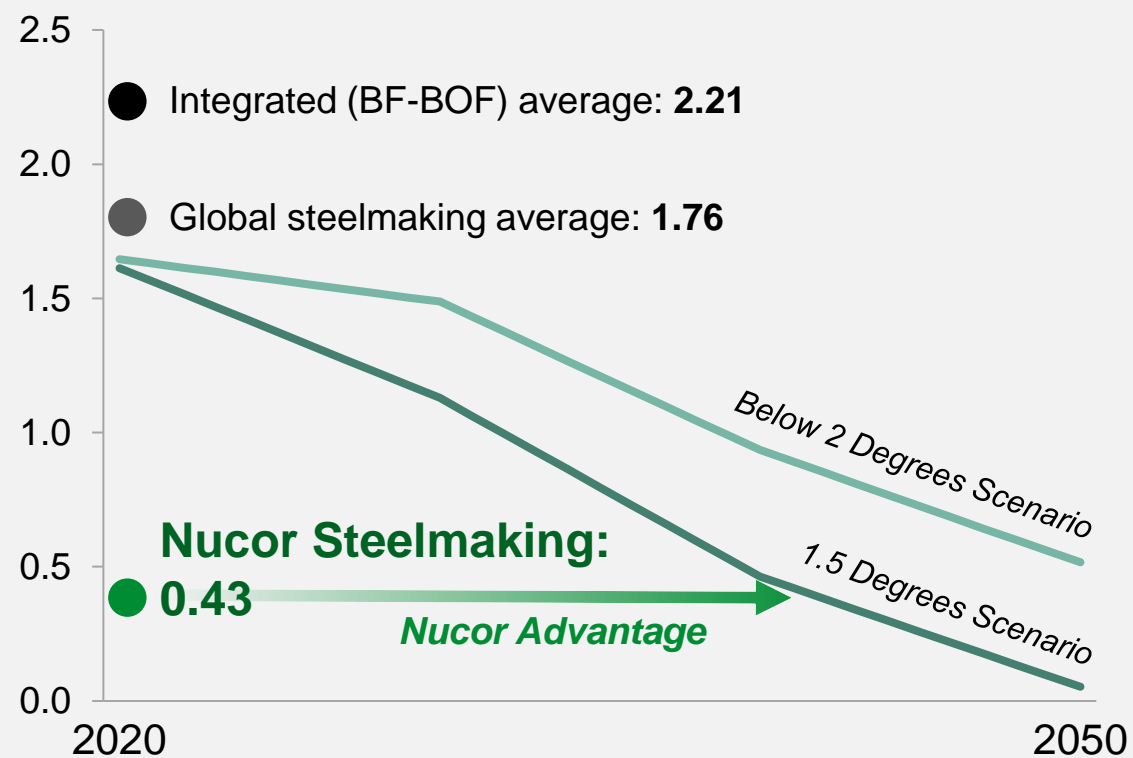 2.5
Integrated (BF-BOF) average: 2.21
2.0
Global steelmaking average: 1.76
1.5
1.0
Below 2 Degrees Scenario
Nucor Steelmaking:
0.43
0.5
1.5 Degrees Scenario
Nucor Advantage
0.0
2020
2050